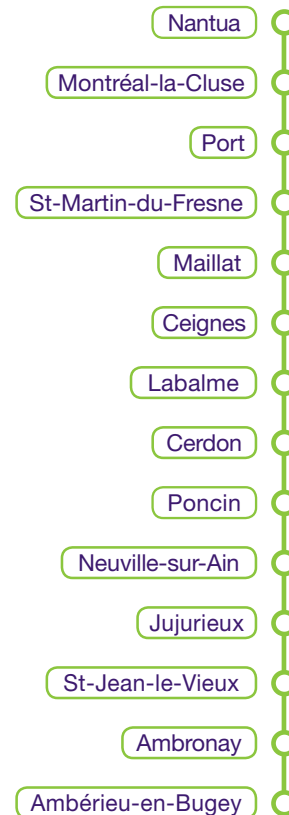 Nantua
Montréal-la-Cluse
Port
St-Martin-du-Fresne
Maillat
Ceignes
Labalme
Cerdon
Poncin
Neuville-sur-Ain
Jujurieux
St-Jean-le-Vieux
Ambronay
Ambérieu-en-Bugey